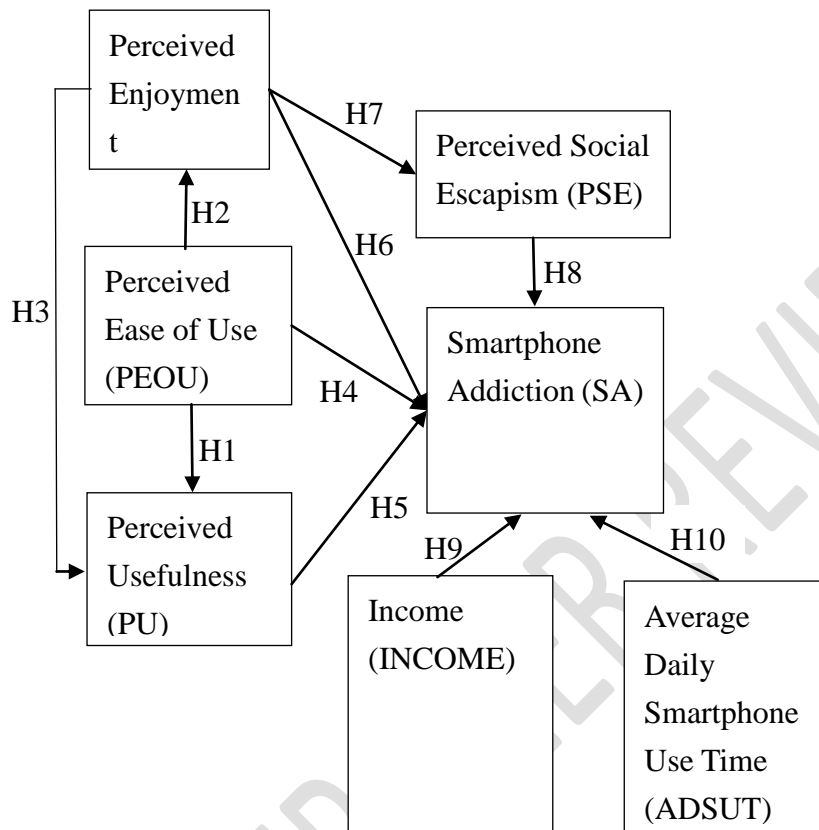 Perceived
Enjoymen
t
H7
Perceived Social
Escapism (PSE)
H2
H6
H8
Perceived
Ease of Use
(PEOU)
H3
H4
Smartphone
Addiction (SA)
H1
H5
Perceived
Usefulness
(PU)
H9
H10
Income
(INCOME)
Average
Daily
Smartphone
Use Time
(ADSUT)